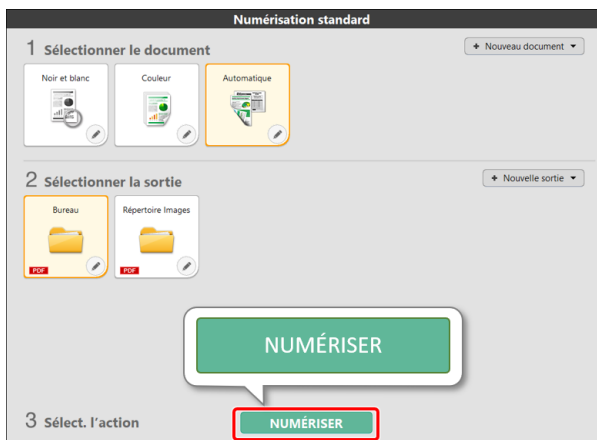 Numérisation standard
1 Sélectionner le document
+ Nouveau document
Noir et blanc
Couleur
Automatique
2 Sélectionner la sortie
+ Nouvelle sortie
Bureau
Répertoire Images
PDF
PDF
NUMÉRISER
3 Sélect. l'action
NUMÉRISER